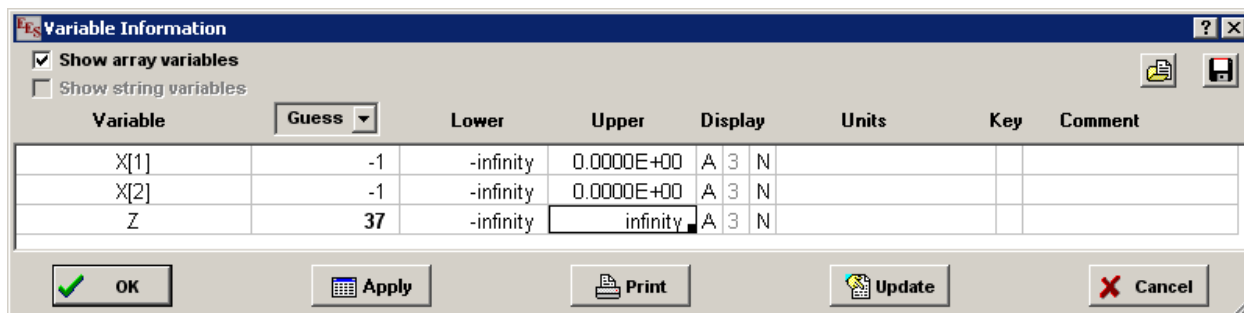 EES Variable Information ? X
Show array variables
Show string variables
Variable Guess Lower Upper Display Units Key Comment
X[1] -1 -infinity 0.0000E+00 A 3 N
X[2] -1 -infinity 0.0000E+00 A 3 N
Z 37 -infinity infinity A 3 N
OK Apply Print Update Cancel